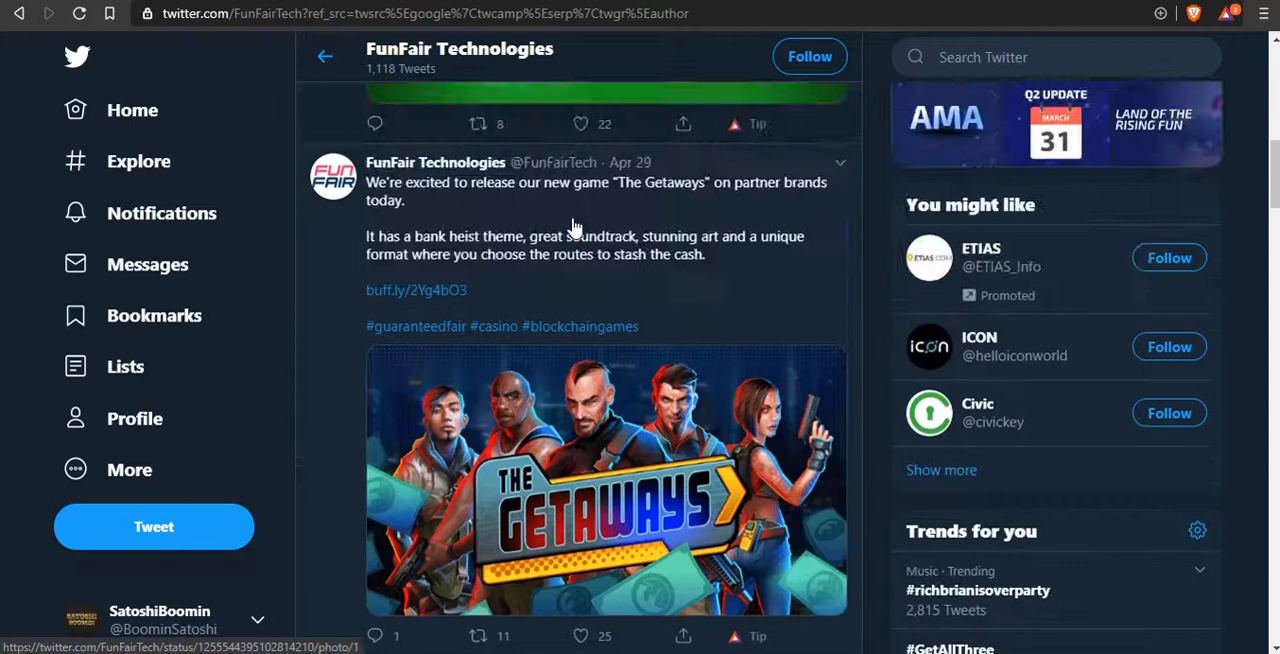 twitter.com/FunFairTech?ref_src=twsrc%5Egoogle%7Ctwcamp%5Eserp%7Ctwgr%5Eauthor
2
Home
Explore
Notifications
Messages
Bookmarks
Lists
Profile
More
Tweet
SatoshiBoomin
@BoominSatoshi
https://twitter.com/FunFairTech/status/1255544395102814210/photo/1
FunFair Technologies
1,118 Tweets
Follow
8 22 Tip
FunFair Technologies @FunFairTech · Apr 29
FUN
FAIR
We're excited to release our new game "The Getaways" on partner brands
today.
It has a bank heist theme, great soundtrack, stunning art and a unique
format where you choose the routes to stash the cash.
buff.ly/2Yg4bO3
#guaranteedfair #casino #blockchaingames
THE
GETAWAYS
1 11 25 Tip
Search Twitter
AMA
Q2 UPDATE
MARCH
31
LAND OF THE
RISING FUN
You might like
ETIAS.COM
ETIAS
@ETIAS_Info
Follow
Promoted
icon
ICON
@helloiconworld
Follow
Civic
@civickey
Follow
Show more
Trends for you
Music · Trending
#richbrianisoverparty
2,815 Tweets
#GetAllThree